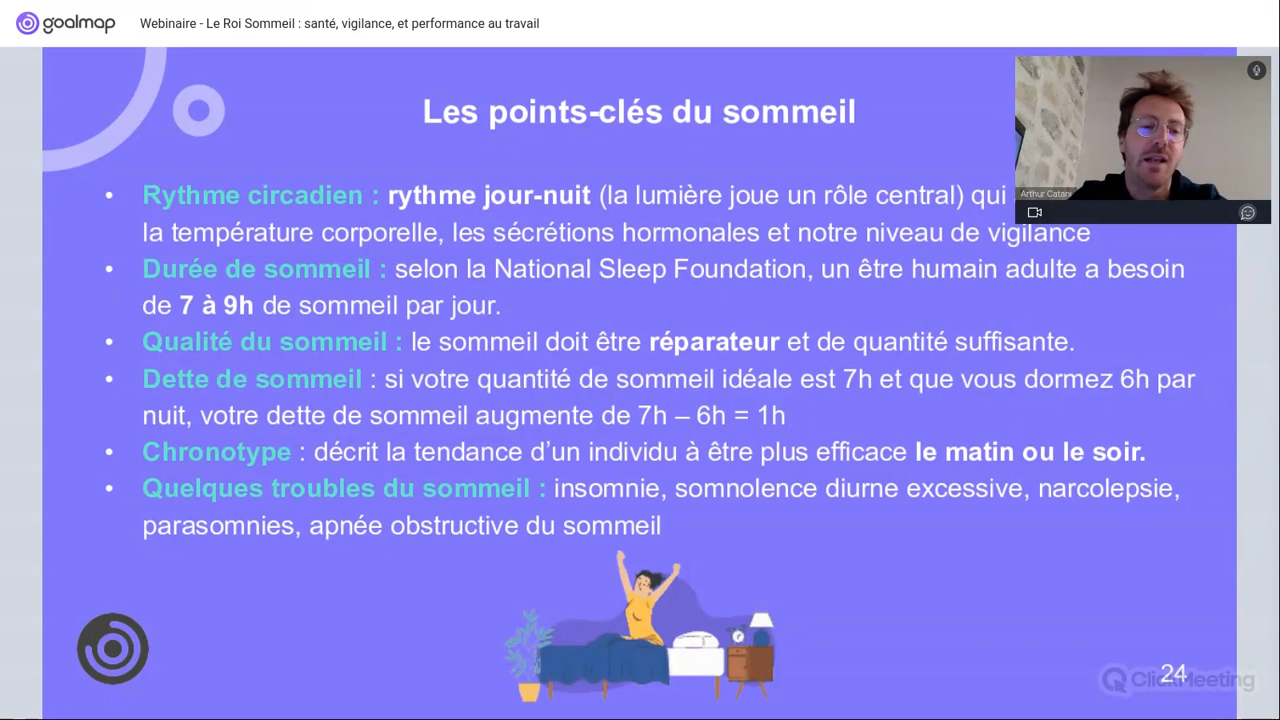 goalmap
Webinaire - Le Roi Sommeil : santé, vigilance, et performance au travail
Les points-clés du sommeil
• Rythme circadien : rythme jour-nuit (la lumière joue un rôle central) qui
la température corporelle, les sécrétions hormonales et notre niveau de vigilance
• Durée de sommeil : selon la National Sleep Foundation, un être humain adulte a besoin
de 7 à 9h de sommeil par jour.
• Qualité du sommeil : le sommeil doit être réparateur et de quantité suffisante.
• Dette de sommeil : si votre quantité de sommeil idéale est 7h et que vous dormez 6h par
nuit, votre dette de sommeil augmente de 7h – 6h = 1h
• Chronotype : décrit la tendance d’un individu à être plus efficace le matin ou le soir.
• Quelques troubles du sommeil : insomnie, somnolence diurne excessive, narcolepsie,
parasomnies, apnée obstructive du sommeil
Arthur
24
ClickMeeting